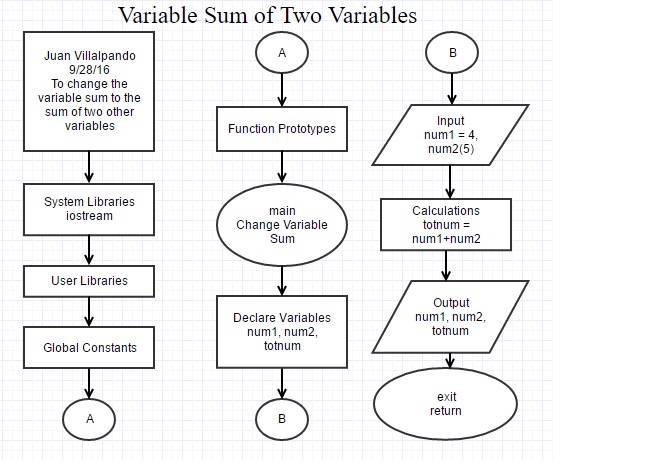 Variable Sum of Two Variables
Juan Villalpando
9/28/16
To change the
variable sum to the
sum of two other
variables
System Libraries
iostream
User Libraries
Global Constants
A
A
Function Prototypes
main
Change Variable
Sum
Declare Variables
num1, num2,
totnum
B
B
Input
num1 = 4,
num2(5)
Calculations
totnum =
num1+num2
Output
num1, num2,
totnum
exit
return